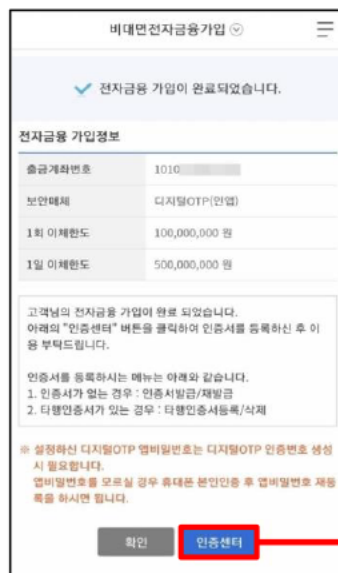 비대면전자금융가입
전자금융 가입이 완료되었습니다.
전자금융 가입정보
출금계좌번호 1010
보안매체 디지털OTP(인앱)
1회 이체한도 100,000,000 원
1일 이체한도 500,000,000 원
고객님의 전자금융 가입이 완료 되었습니다.
아래의 "인증센터" 버튼을 클릭하여 인증서를 등록하신 후 이
용 부탁드립니다.
인증서를 등록하시는 메뉴는 아래와 같습니다.
1. 인증서가 없는 경우 : 인증서발급/재발급
2. 타행인증서가 있는 경우 : 타행인증서등록/삭제
※ 설정하신 디지털OTP 앱비밀번호는 디지털OTP 인증번호 생성
시 필요합니다.
앱비밀번호를 모르실 경우 휴대폰 본인인증 후 앱비밀번호 재등
록을 하시면 됩니다.
확인 인증센터